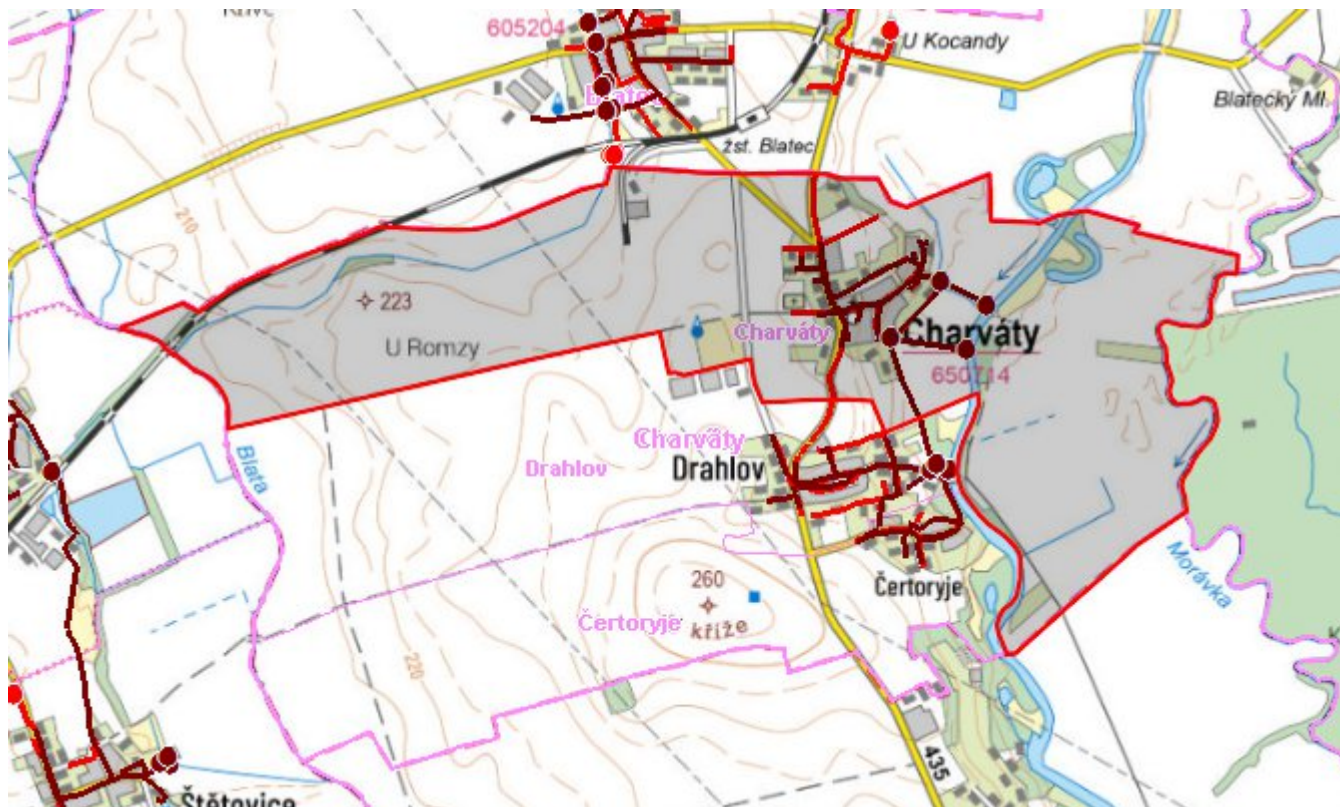 605204
U Kocandy
Blatec
Blatecký Ml.
žst. Blatec
210
223
U Romzy
Charváty
Charváty
650714
Charváty
Drahlov
Drahlov
Blata
Morávka
260
kříže
Čertoryje
Čertoryje
220
435
Štětovice